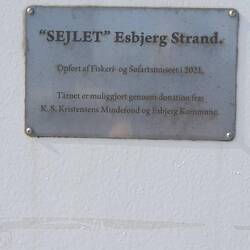 "SEJLET" Esbjerg Strand.
Opført af Fiskeri- og Søfartsmuseet i 2021.
Tårnet er muliggjort gennem donation fra:
K. S. Kristensens Mindefond og Esbjerg Kommune.